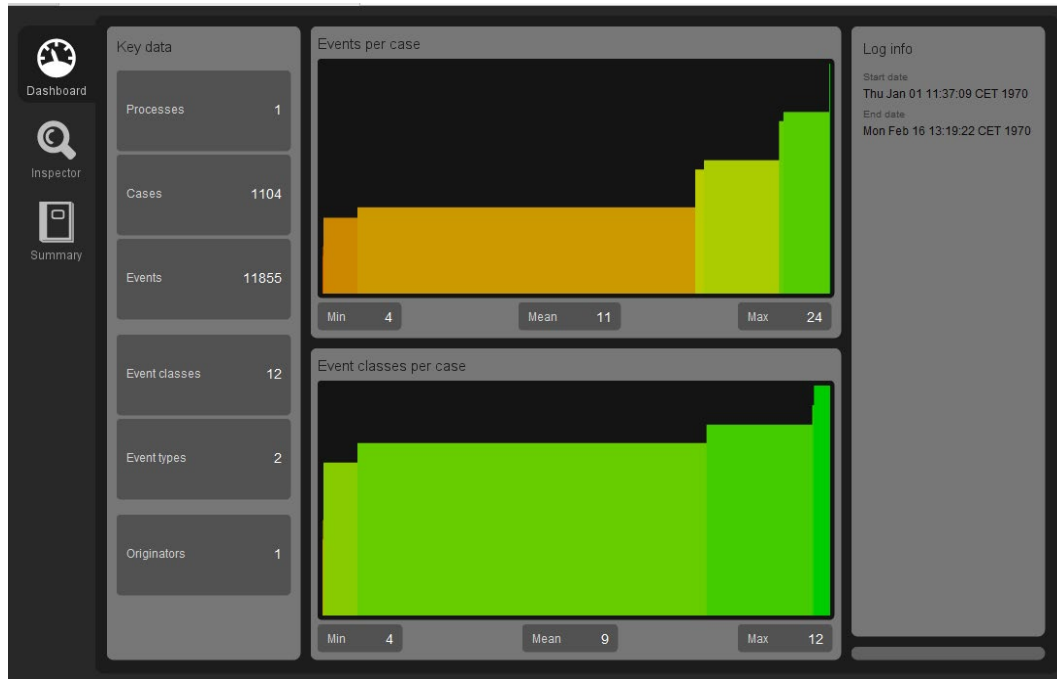 Dashboard
Inspector
Summary
Key data
Processes 1
Cases 1104
Events 11855
Event classes 12
Event types 2
Originators 1
Events per case
Min 4 Mean 11 Max 24
Event classes per case
Min 4 Mean 9 Max 12
Log info
Start date
Thu Jan 01 11:37:09 CET 1970
End date
Mon Feb 16 13:19:22 CET 1970